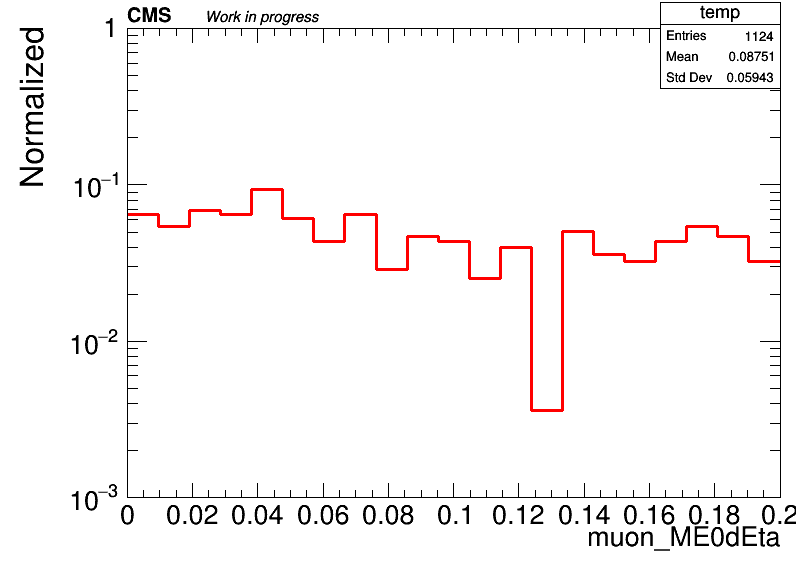 CMS Work in progress
temp
Entries 1124
Mean 0.08751
Std Dev 0.05943
Normalized
1
10⁻¹
10⁻²
10⁻³
0 0.02 0.04 0.06 0.08 0.1 0.12 0.14 0.16 0.18 0.2
muon_ME0dEta